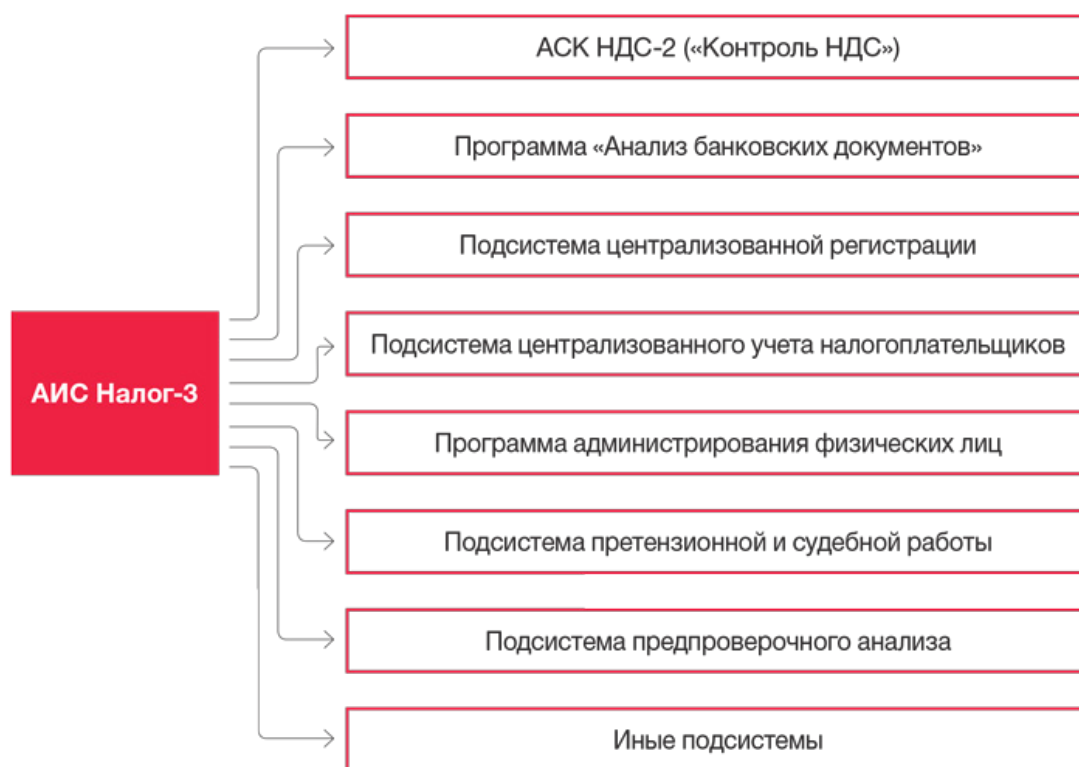 АСК НДС-2 («Контроль НДС»)
Программа «Анализ банковских документов»
Подсистема централизованной регистрации
Подсистема централизованного учета налогоплательщиков
АИС Налог-3
Программа администрирования физических лиц
Подсистема претензионной и судебной работы
Подсистема предпроверочного анализа
Иные подсистемы